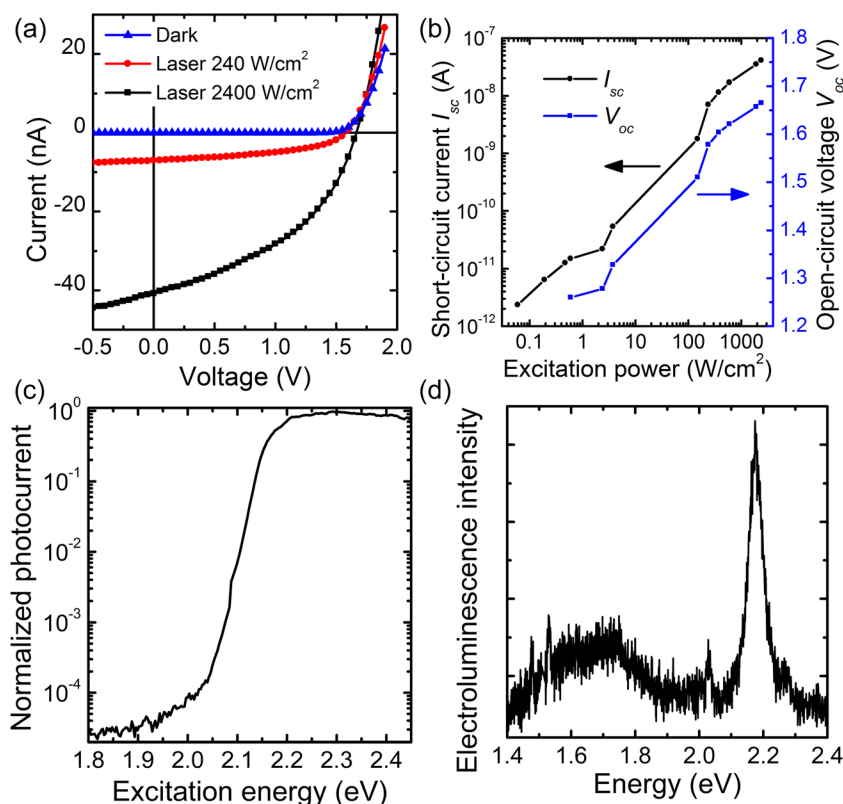 (a)
Dark
Laser 240 W/cm²
Laser 2400 W/cm²
Current (nA)
20
0
-20
-40
-0.5 0.0 0.5 1.0 1.5 2.0
Voltage (V)
(b)
Short-circuit current Isc (A)
10⁻⁷
10⁻⁸
10⁻⁹
10⁻¹⁰
10⁻¹¹
10⁻¹²
Isc
Voc
0.1 1 10 100 1000
Excitation power (W/cm²)
1.8
1.7
1.6
1.5
1.4
1.3
1.2
Open-circuit voltage Voc (V)
(c)
Normalized photocurrent
10⁰
10⁻¹
10⁻²
10⁻³
10⁻⁴
1.8 1.9 2.0 2.1 2.2 2.3 2.4
Excitation energy (eV)
(d)
Electroluminescence intensity
1.4 1.6 1.8 2.0 2.2 2.4
Energy (eV)